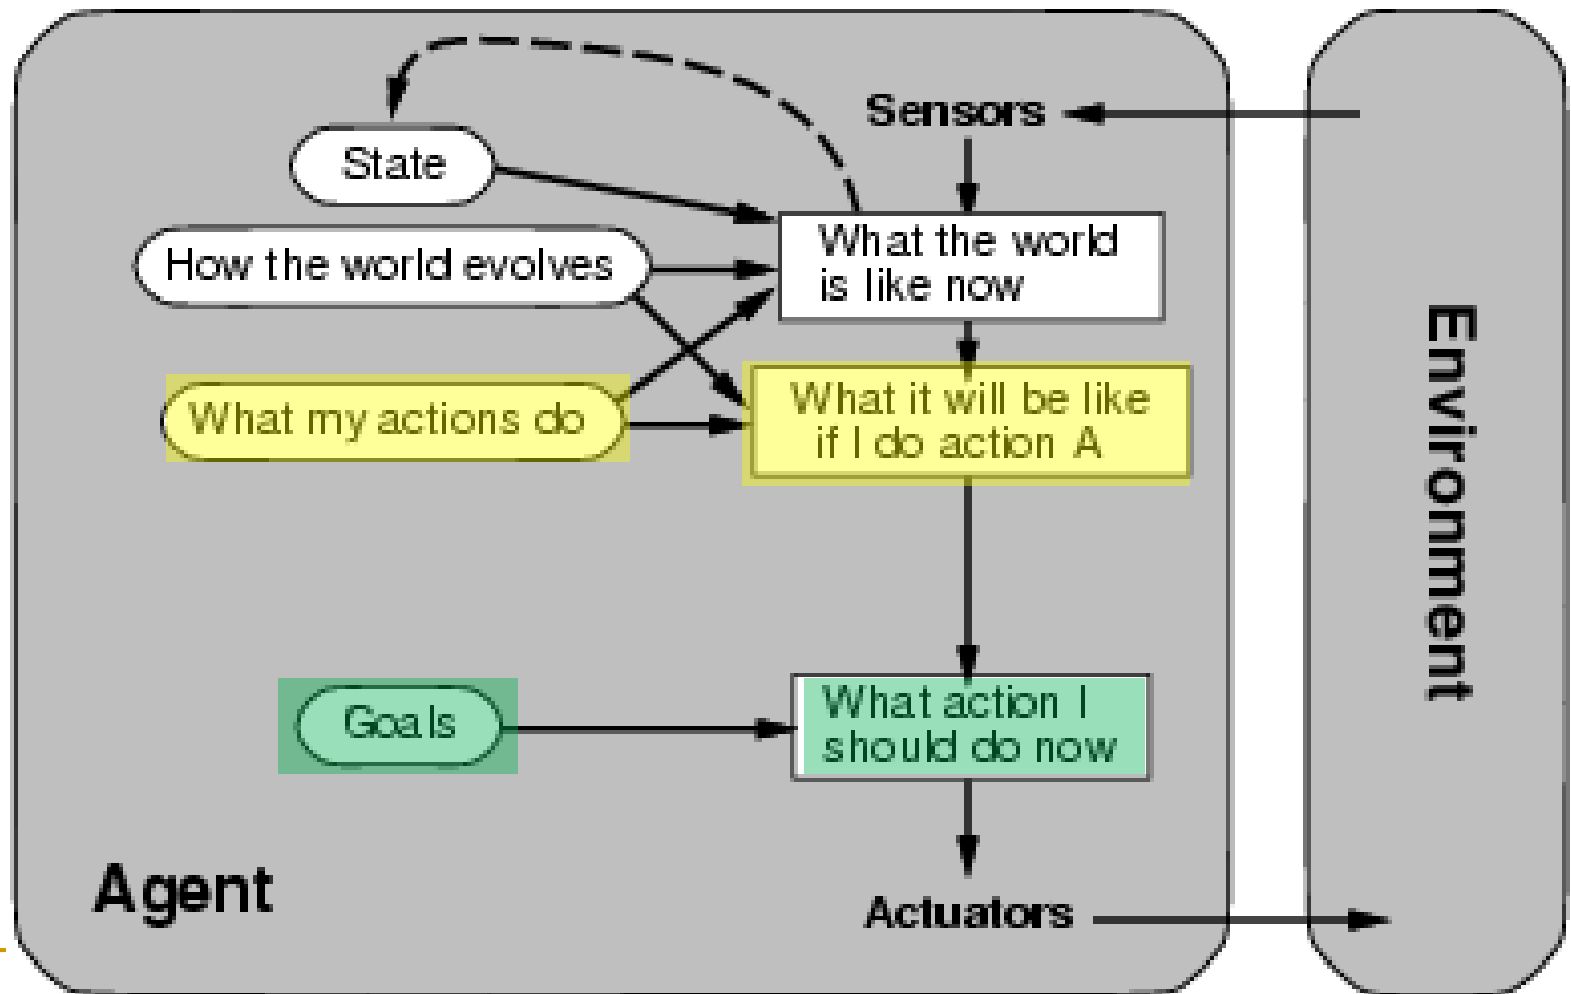 Sensors
State
What the world
is like now
How the world evolves
What my actions do
What it will be like
if I do action A
Goals
What action I
should do now
Agent
Actuators
Environment